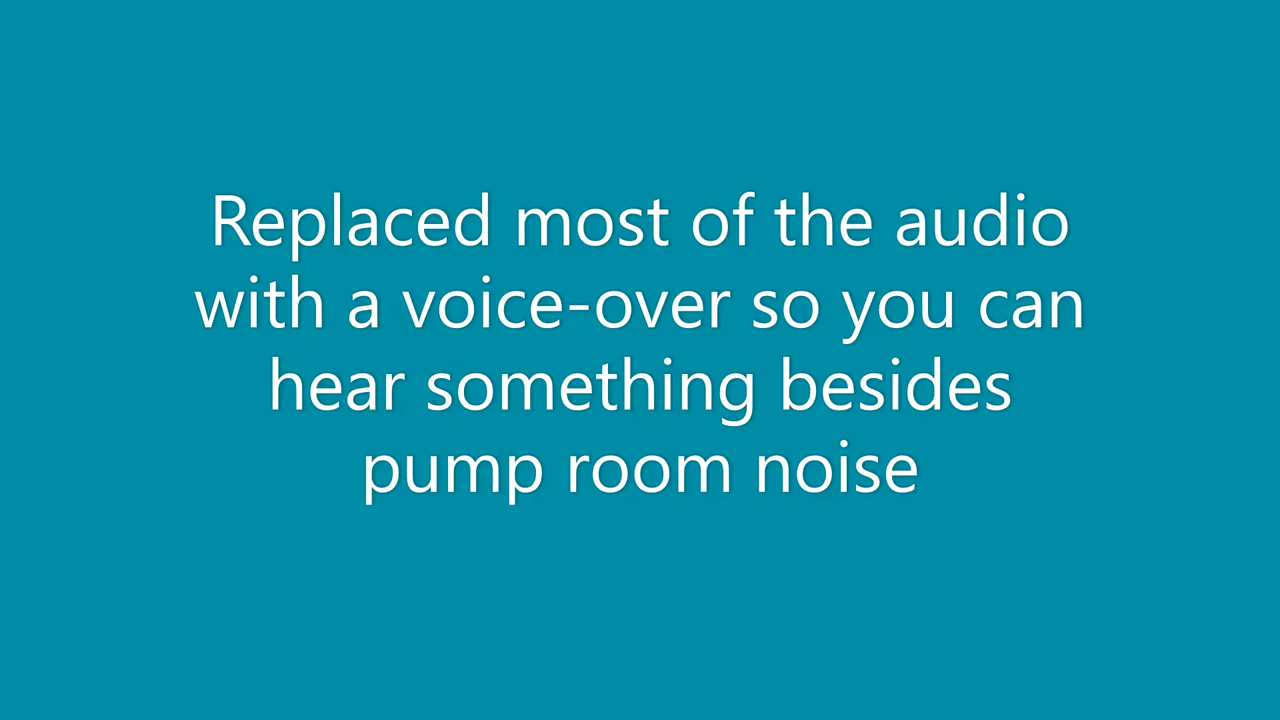 Replaced most of the audio
with a voice-over so you can
hear something besides
pump room noise